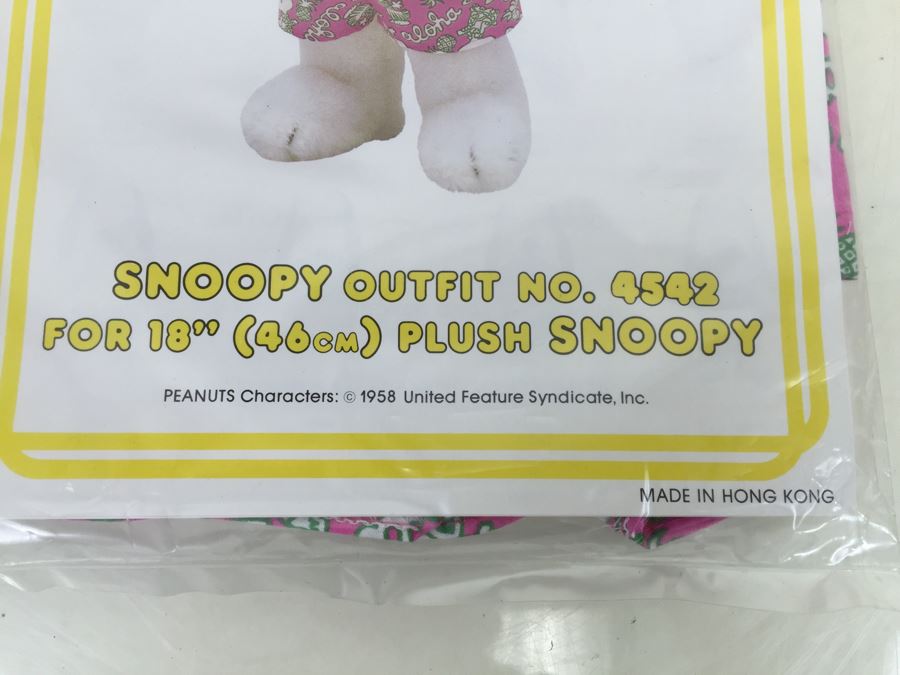 aloha
SNOOPY OUTFIT NO. 4542
FOR 18” (46CM) PLUSH SNOOPY
PEANUTS Characters: © 1958 United Feature Syndicate, Inc.
MADE IN HONG KONG